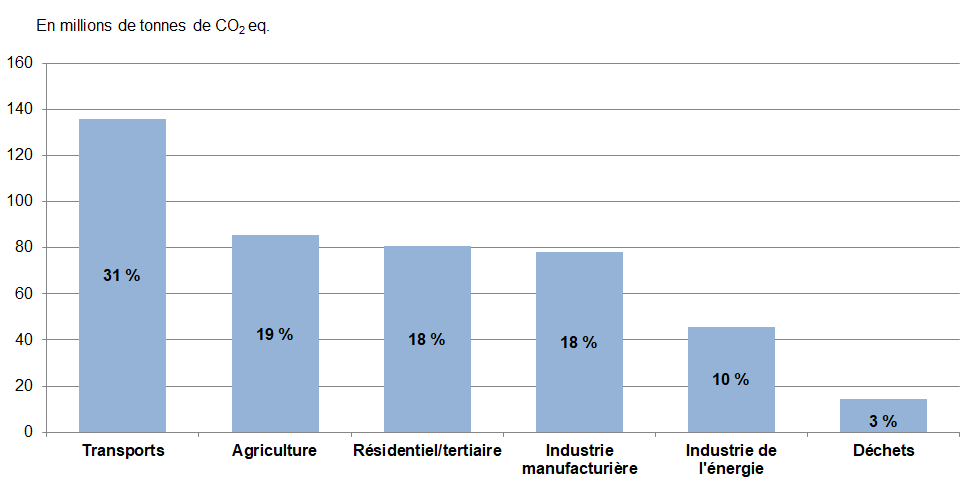 En millions de tonnes de CO₂ eq.
160
140
120
100
80
60
40
20
0
31 %
19 %
18 %
18 %
10 %
3 %
Transports
Agriculture
Résidentiel/tertiaire
Industrie
manufacturière
Industrie de
l'énergie
Déchets